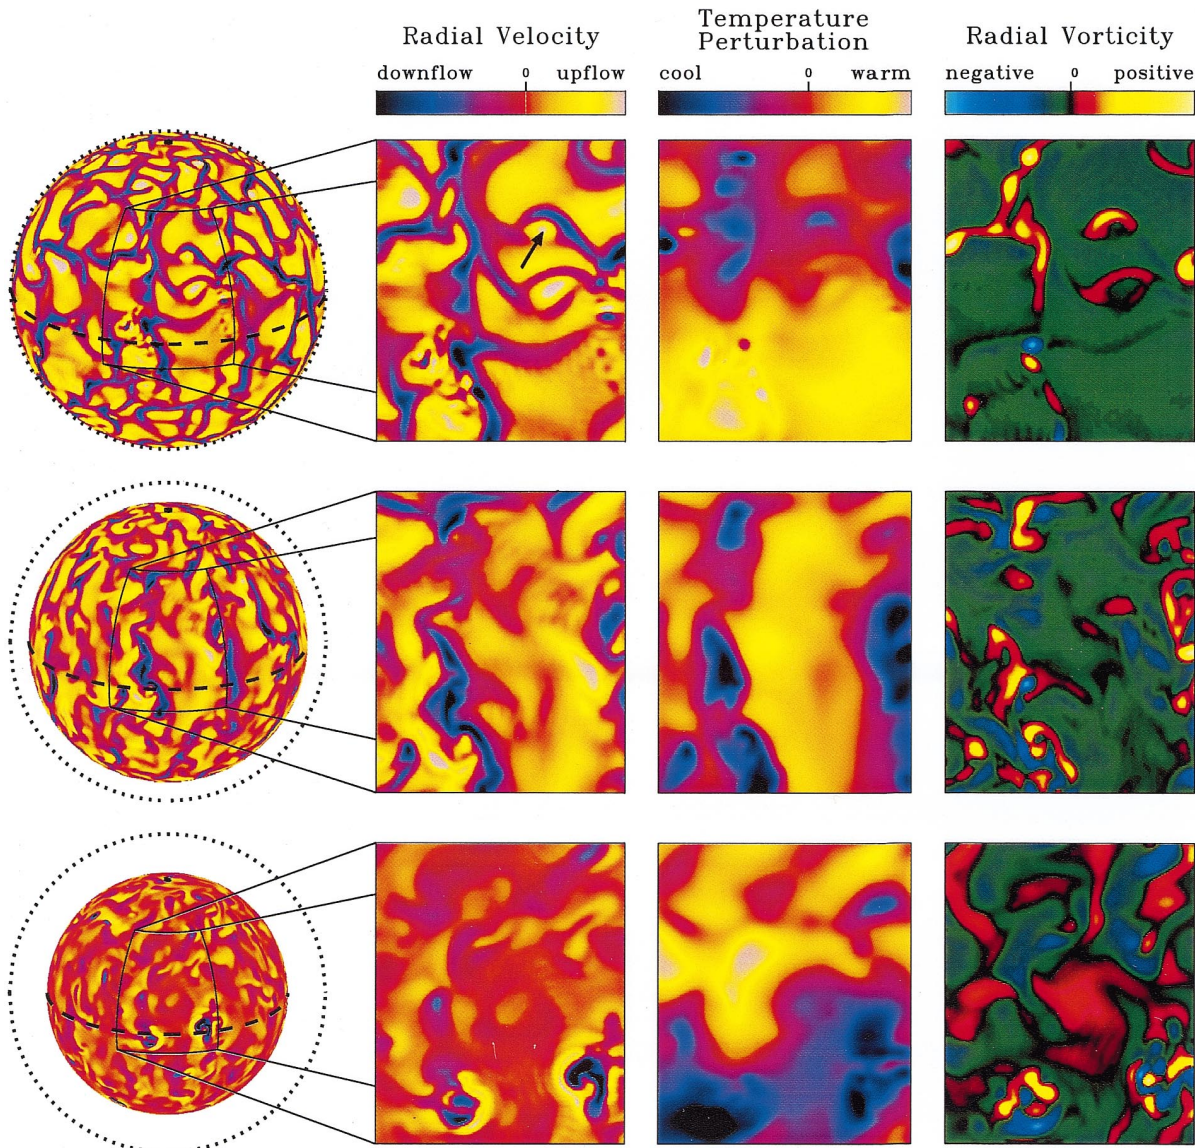 Radial Velocity
downflow 0 upflow
Temperature
Perturbation
cool 0 warm
Radial Vorticity
negative 0 positive